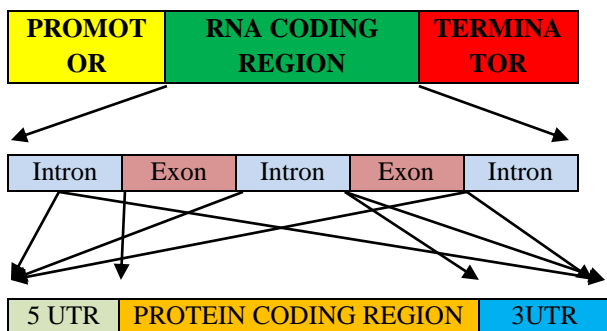 PROMOT RNA CODING TERMINA
OR REGION TOR
Intron Exon Intron Exon Intron
5 UTR PROTEIN CODING REGION 3UTR